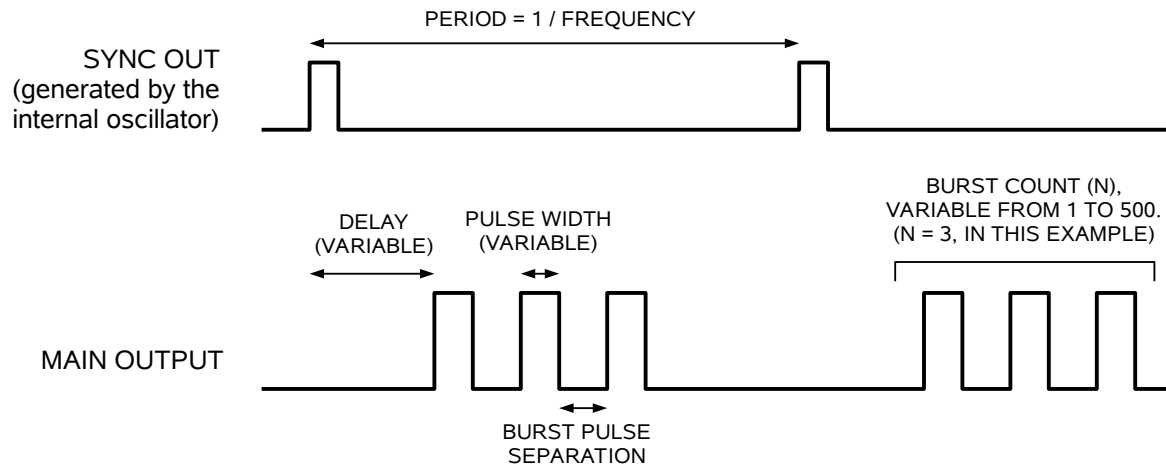 PERIOD = 1 / FREQUENCY
SYNC OUT
(generated by the
internal oscillator)
BURST COUNT (N),
VARIABLE FROM 1 TO 500.
(N = 3, IN THIS EXAMPLE)
DELAY
(VARIABLE)
PULSE WIDTH
(VARIABLE)
MAIN OUTPUT
BURST PULSE
SEPARATION